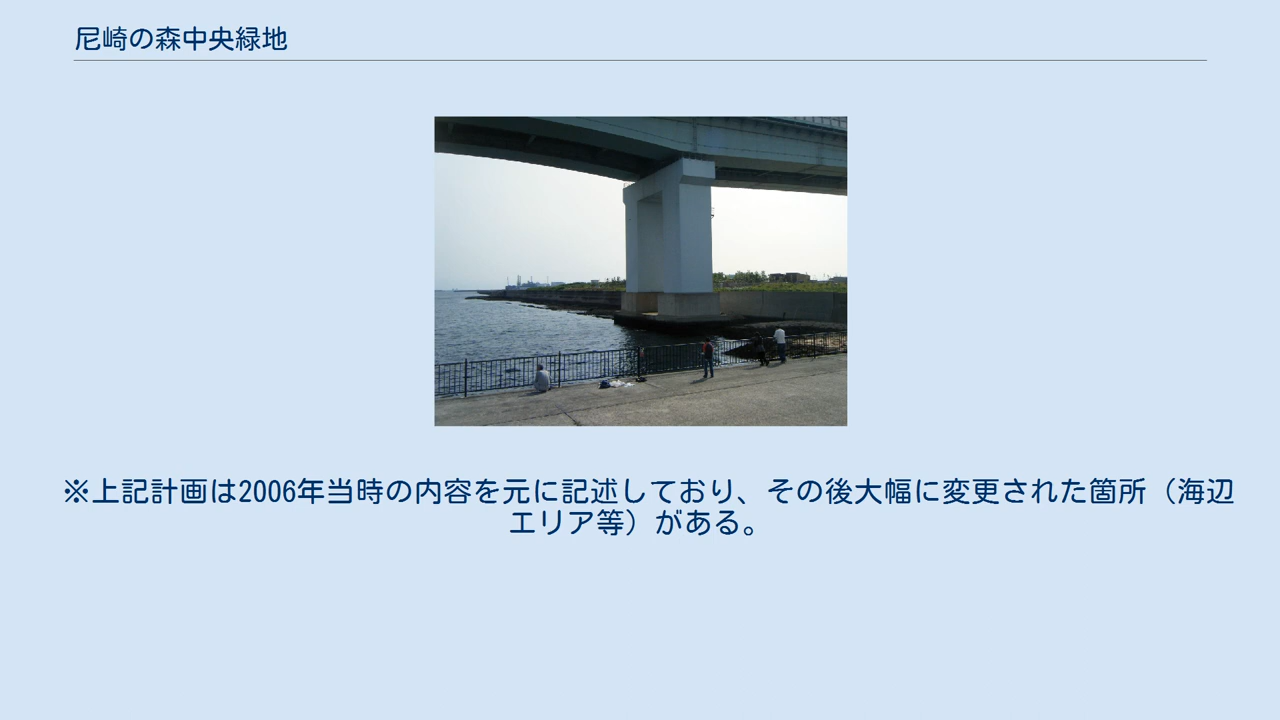 尼崎の森中央緑地
※上記計画は2006年当時の内容を元に記述しており、その後大幅に変更された箇所（海辺
エリア等）がある。